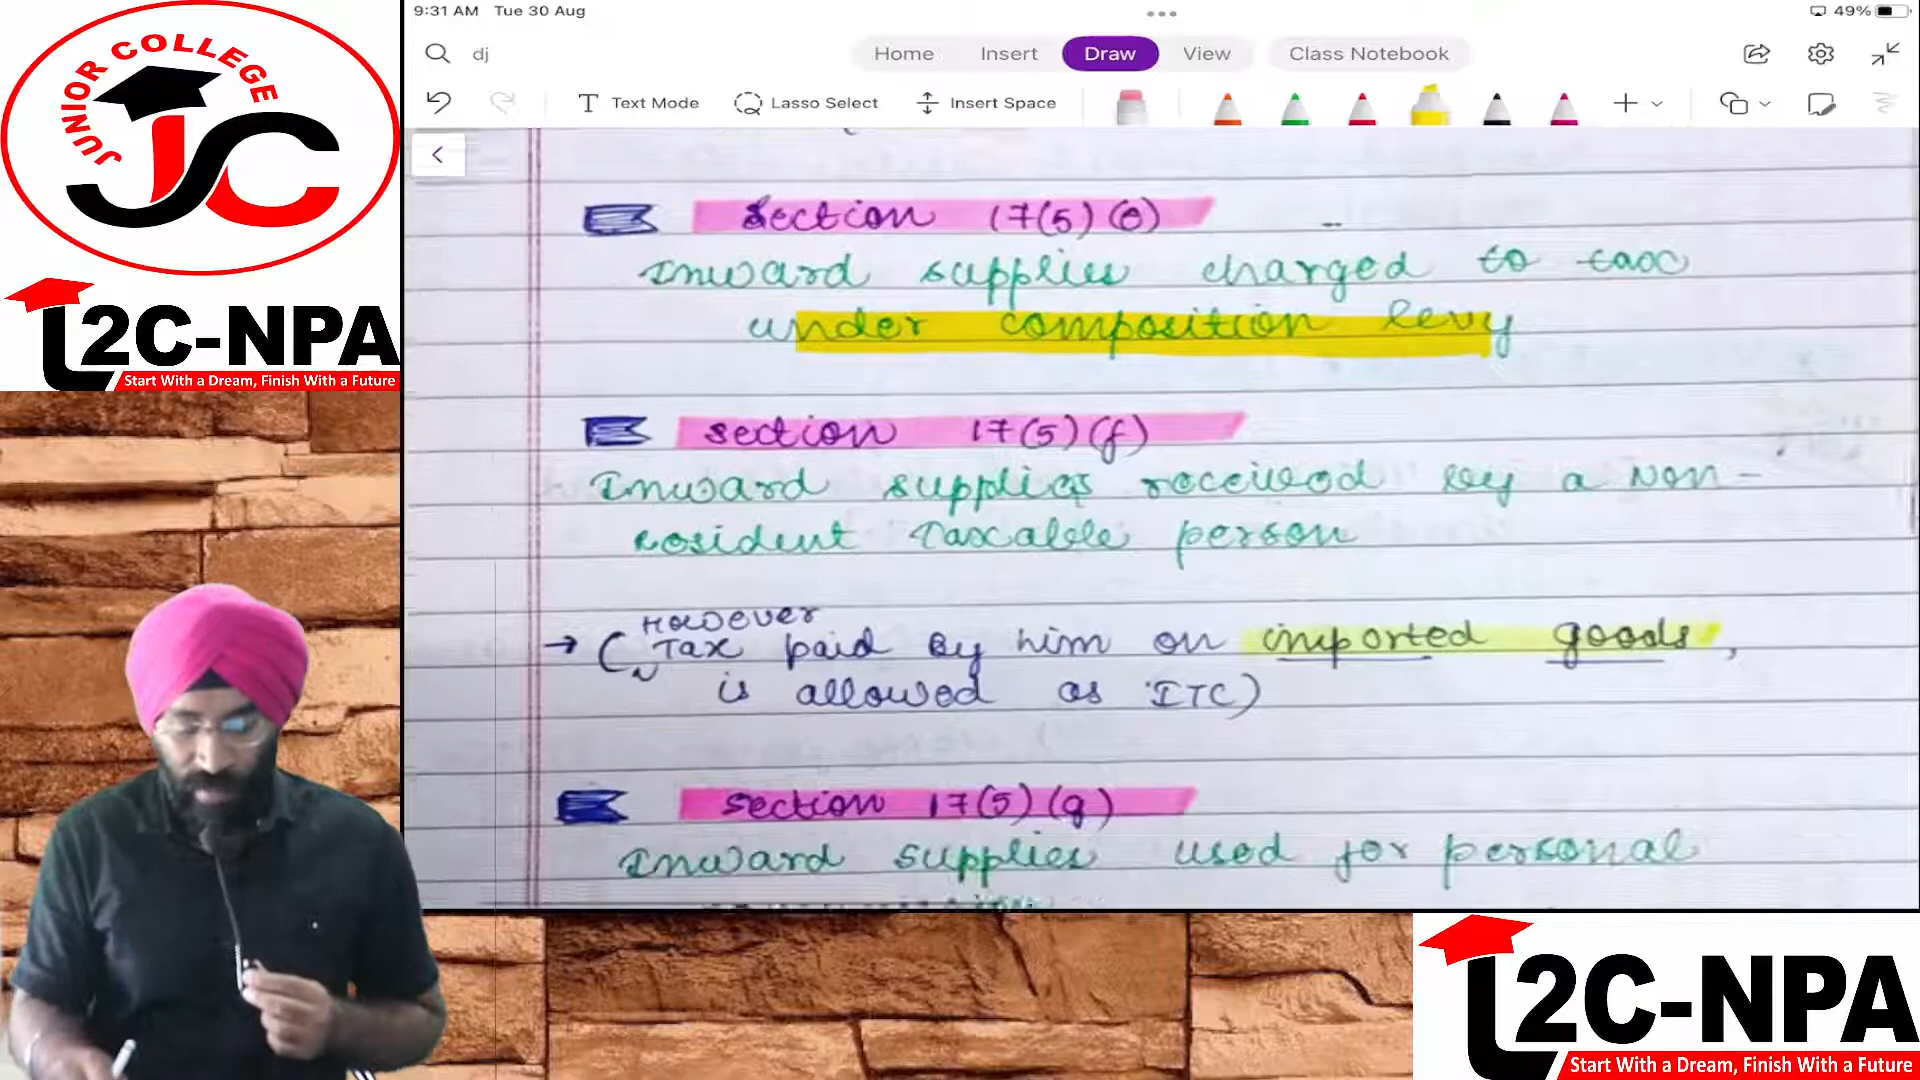 9:31 AM Tue 30 Aug
49%
dj
Home Insert Draw View Class Notebook
Text Mode Lasso Select Insert Space
JUNIOR COLLEGE
JC
L2C-NPA
Start With a Dream, Finish With a Future
Section 17(5)(e)
Inward supplies charged to tax
under composition levy
section 17(5)(f)
Inward supplies received by a Non-
resident Taxable person
However
→ (Tax paid by him on imported goods,
is allowed as ITC)
section 17(5)(g)
Inward supplies used for personal
L2C-NPA
Start With a Dream, Finish With a Future